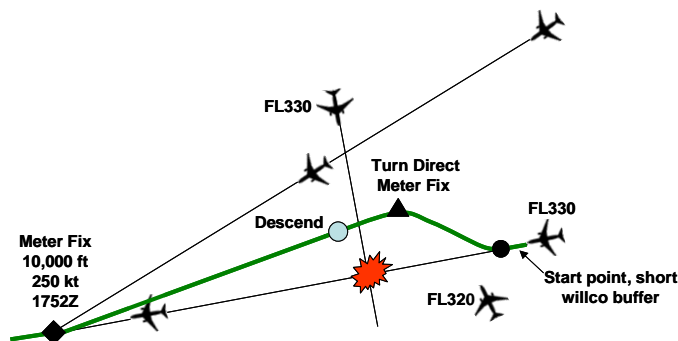 FL330
Turn Direct
Meter Fix
Descend
FL330
Meter Fix
10,000 ft
250 kt
1752Z
Start point, short
willco buffer
FL320